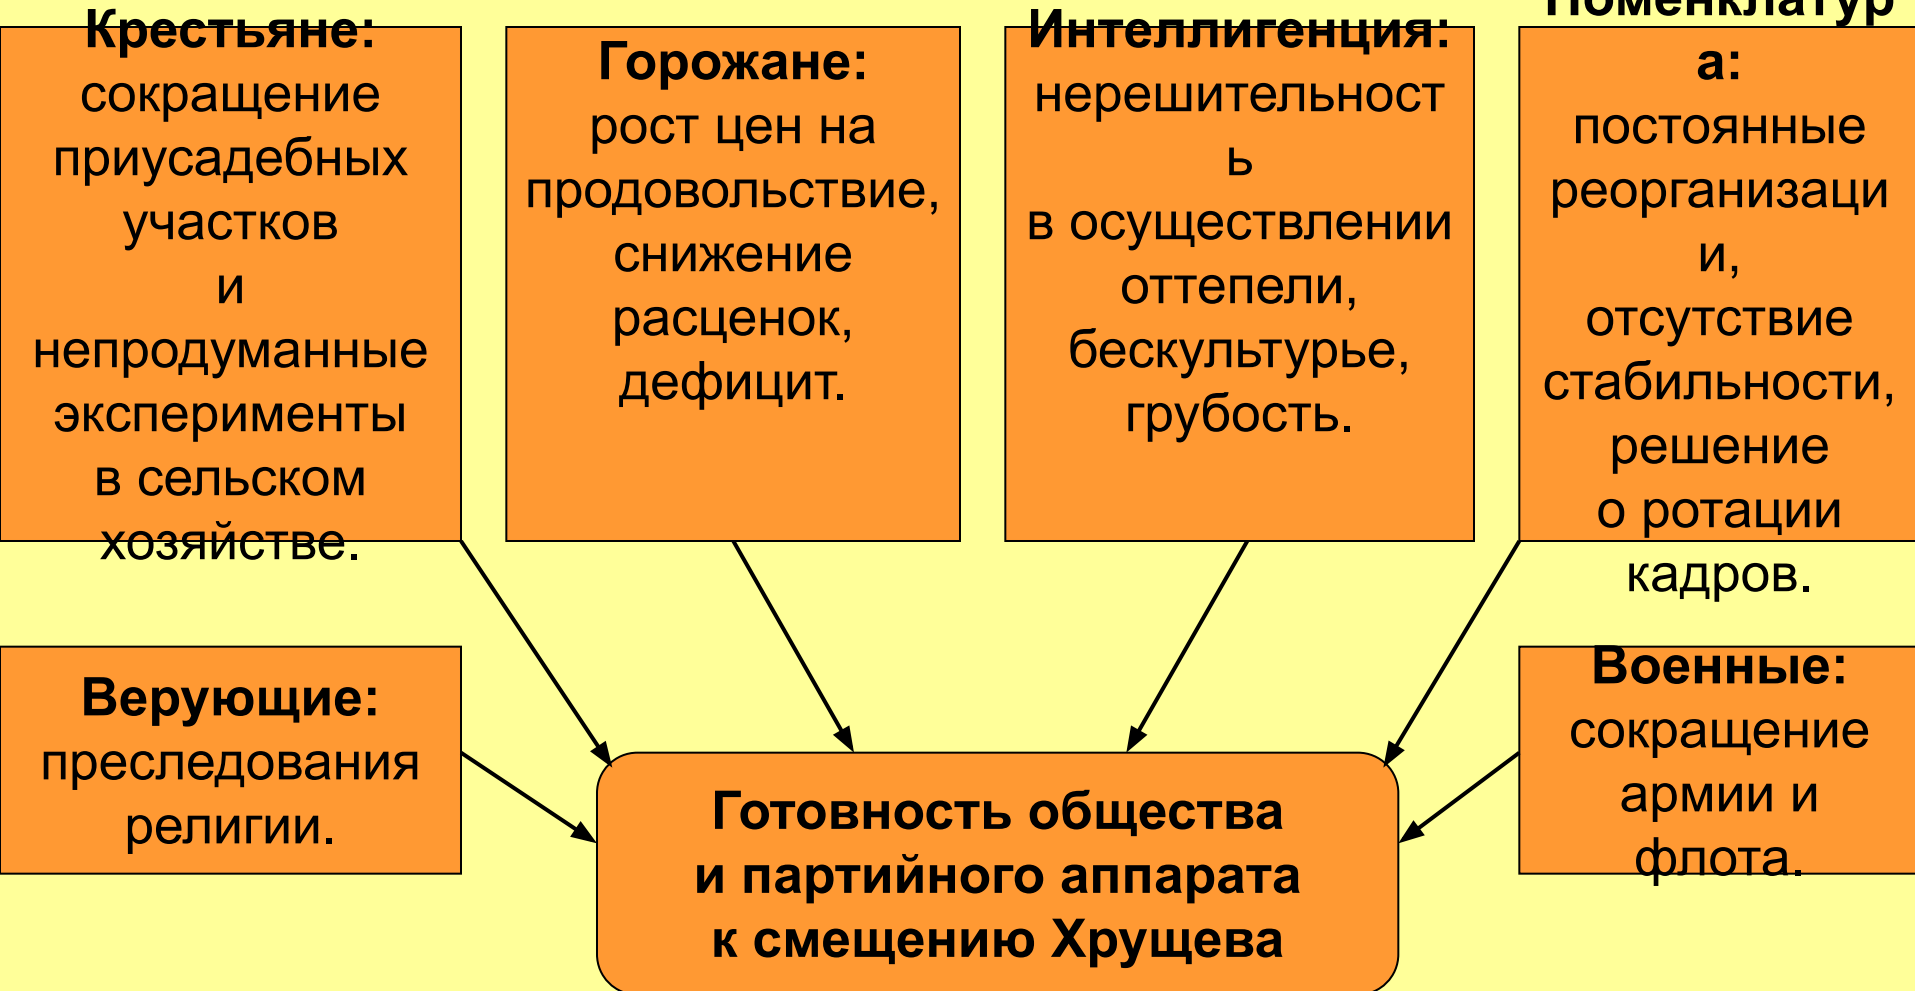 Крестьяне:
сокращение
приусадебных
участков
и
непродуманные
эксперименты
в сельском
хозяйстве.
Горожане:
рост цен на
продовольствие,
снижение
расценок,
дефицит.
Интеллигенция:
нерешительност
ь
в осуществлении
оттепели,
бескультурье,
грубость.
Номенклатур
а:
постоянные
реорганизаци
и,
отсутствие
стабильности,
решение
о ротации
кадров.
Верующие:
преследования
религии.
Военные:
сокращение
армии и
флота.
Готовность общества
и партийного аппарата
к смещению Хрущева